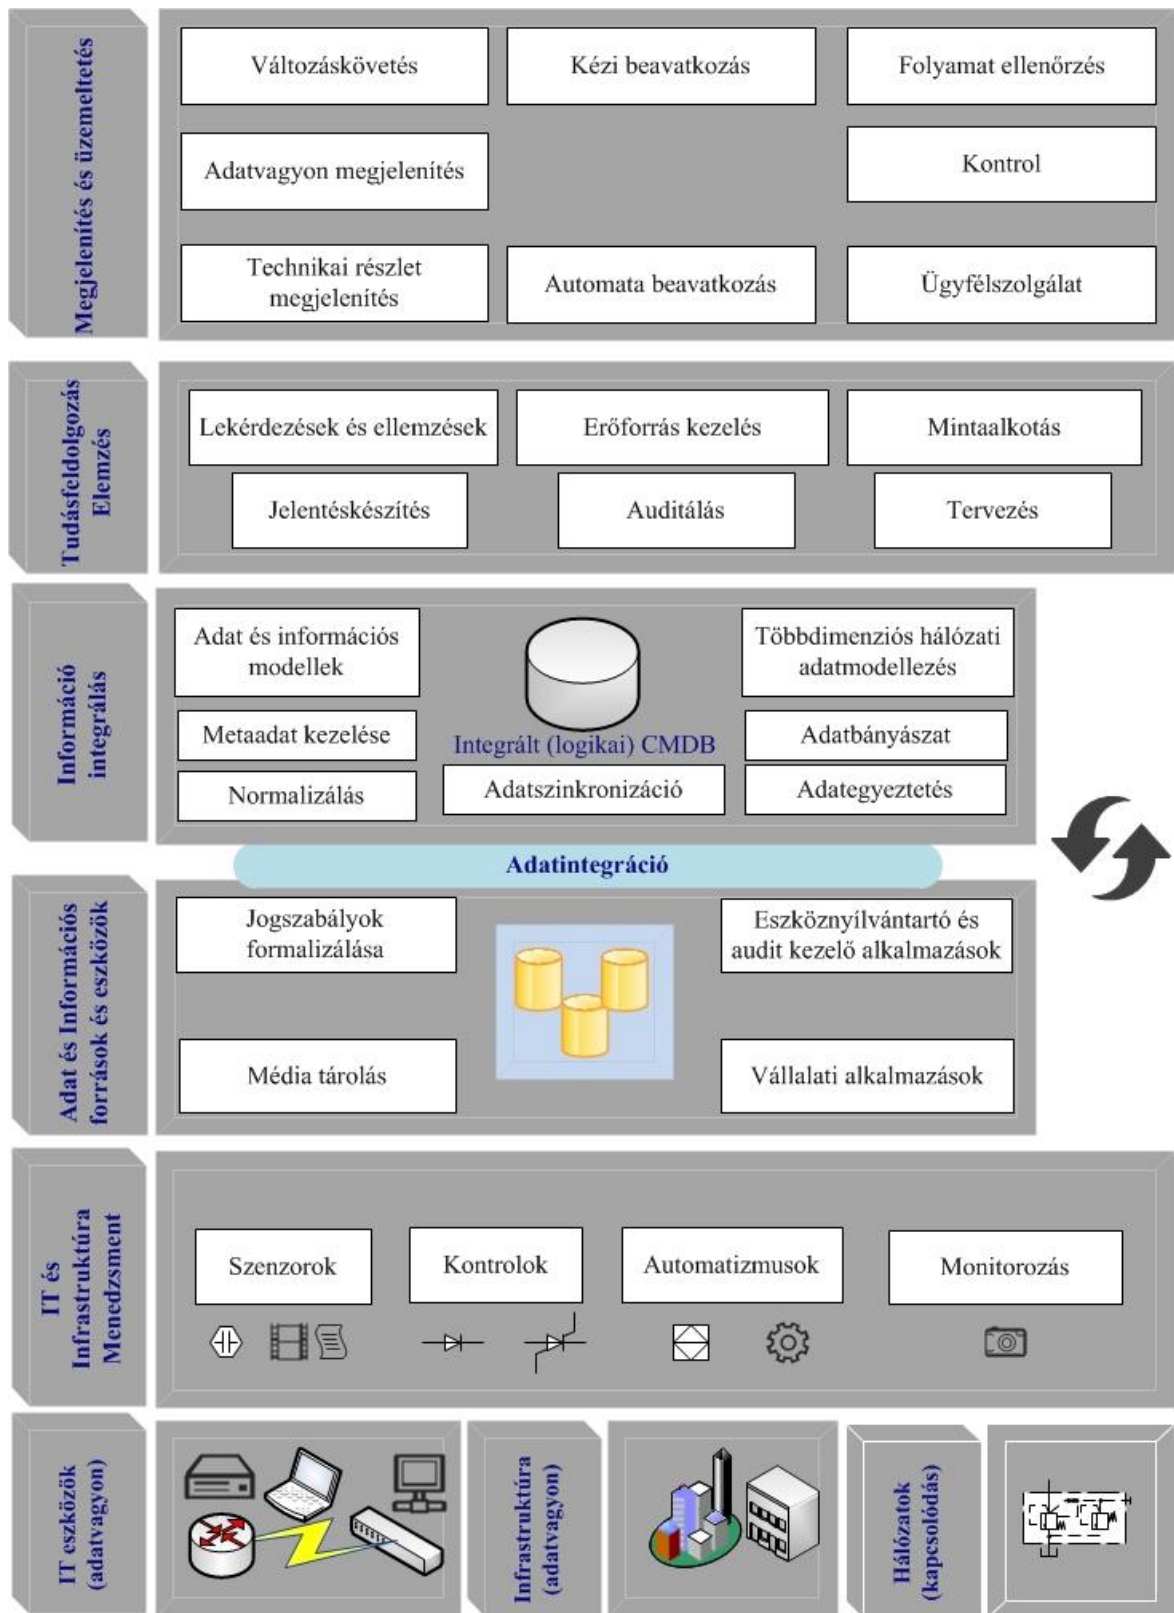 Megjelenítés és üzemeltetés
Változáskövetés
Kézi beavatkozás
Folyamat ellenőrzés
Adatvagyon megjelenítés
Kontrol
Technikai részlet
megjelenítés
Automata beavatkozás
Ügyfélszolgálat
Tudásfeldolgozás
Elemzés
Lekérdezések és ellemzések
Erőforrás kezelés
Mintaalkotás
Jelentéskészítés
Auditálás
Tervezés
Információ
integrálás
Adat és információs
modellek
Többdimenziós hálózati
adatmodellezés
Metaadat kezelése
Integrált (logikai) CMDB
Adatbányászat
Normalizálás
Adatszinkronizáció
Adategyeztetés
Adatintegráció
Adat és Információs
források és eszközök
Jogszabályok
formalizálása
Eszköznyílvántartó és
audit kezelő alkalmazások
Média tárolás
Vállalati alkalmazások
IT és
Infrastruktúra
Menedzsment
Szenzorok
Kontrolok
Automatizmusok
Monitorozás
IT eszközök
(adatvagyon)
Infrastruktúra
(adatvagyon)
Hálózatok
(kapcsolódás)